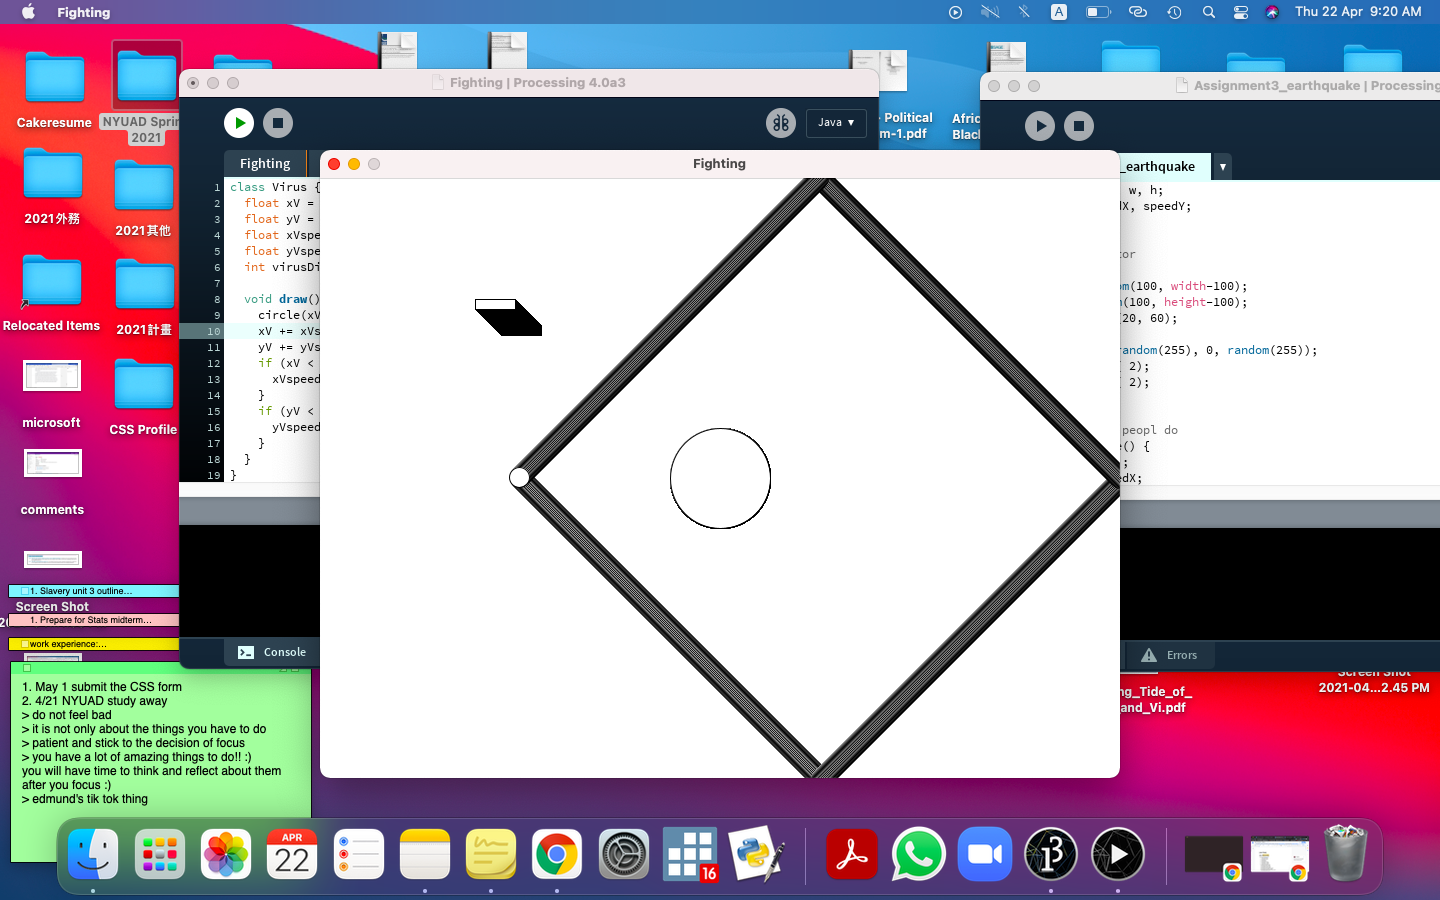 Fighting
A
Thu 22 Apr 9:20 AM
Cakeresume
NYUAD Sprin
2021
2021外務
2021其他
Relocated Items
2021計畫
microsoft
CSS Profile
comments
1. Slavery unit 3 outline...
Screen Shot
1. Prepare for Stats midterm...
work experience:...
1. May 1 submit the CSS form
2. 4/21 NYUAD study away
> do not feel bad
> it is not only about the things you have to do
> patient and stick to the decision of focus
> you have a lot of amazing things to do!! :)
you will have time to think and reflect about them
after you focus :)
> edmund's tik tok thing
Fighting | Processing 4.0a3
Java ▾
Fighting
1 class Virus {
2 float xV =
3 float yV =
4 float xVspe
5 float yVspe
6 int virusDi
7
8 void draw()
9 circle(xV
10 xV += xVs
11 yV += yVs
12 if (xV <
13 xVspeed
14 }
15 if (yV <
16 yVspeed
17 }
18 }
19 }
Console
Fighting
Political
m-1.pdf
Afric
Black
Assignment3_earthquake | Processing
_earthquake
w, h;
dX, speedY;
tor
om(100, width-100);
m(100, height-100);
(20, 60);
random(255), 0, random(255));
2);
2);
peopl do
e() {
;
edX;
Errors
ng_Tide_of_
and_Vi.pdf
Screen Shot
2021-04...2.45 PM
APR
22
16
13